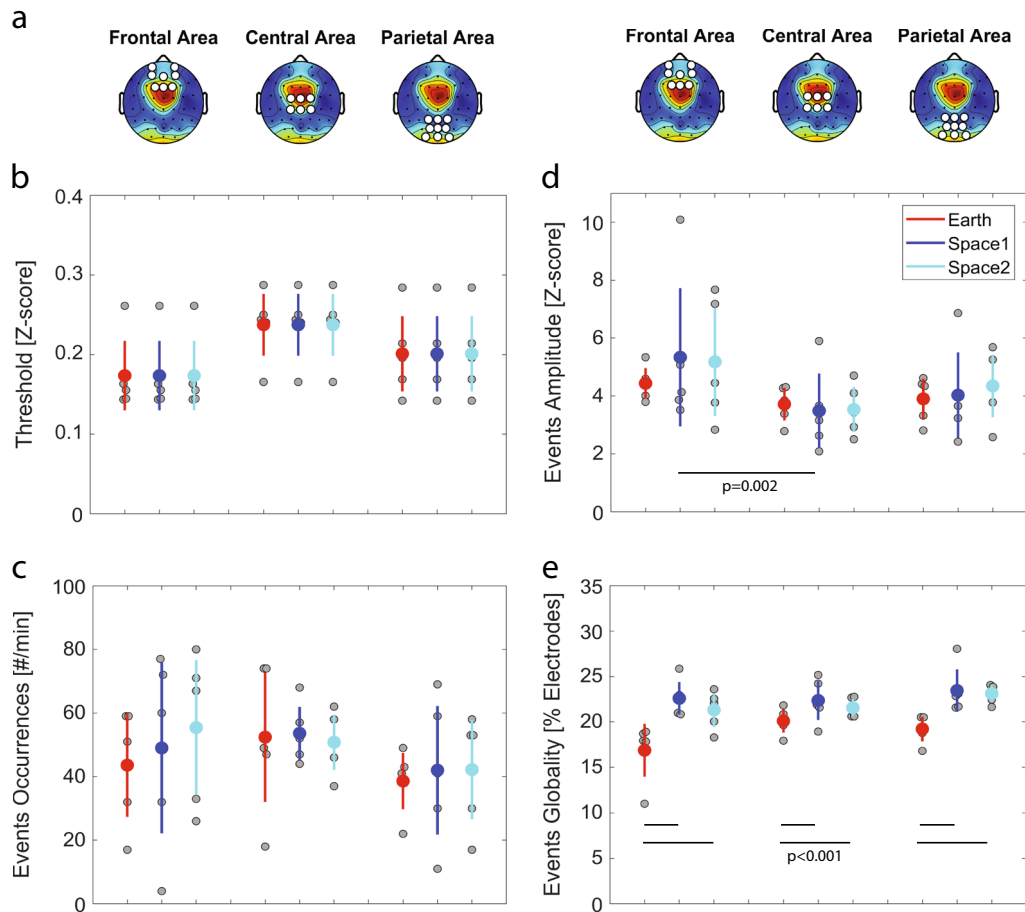 a
Frontal Area Central Area Parietal Area
Frontal Area Central Area Parietal Area
b
Threshold [Z-score]
0.4
0.3
0.2
0.1
0
d
Events Amplitude [Z-score]
10
8
6
4
2
0
Earth
Space1
Space2
p=0.002
c
Events Occurrences [#/min]
100
80
60
40
20
0
e
Events Globality [% Electrodes]
35
30
25
20
15
10
5
0
p<0.001